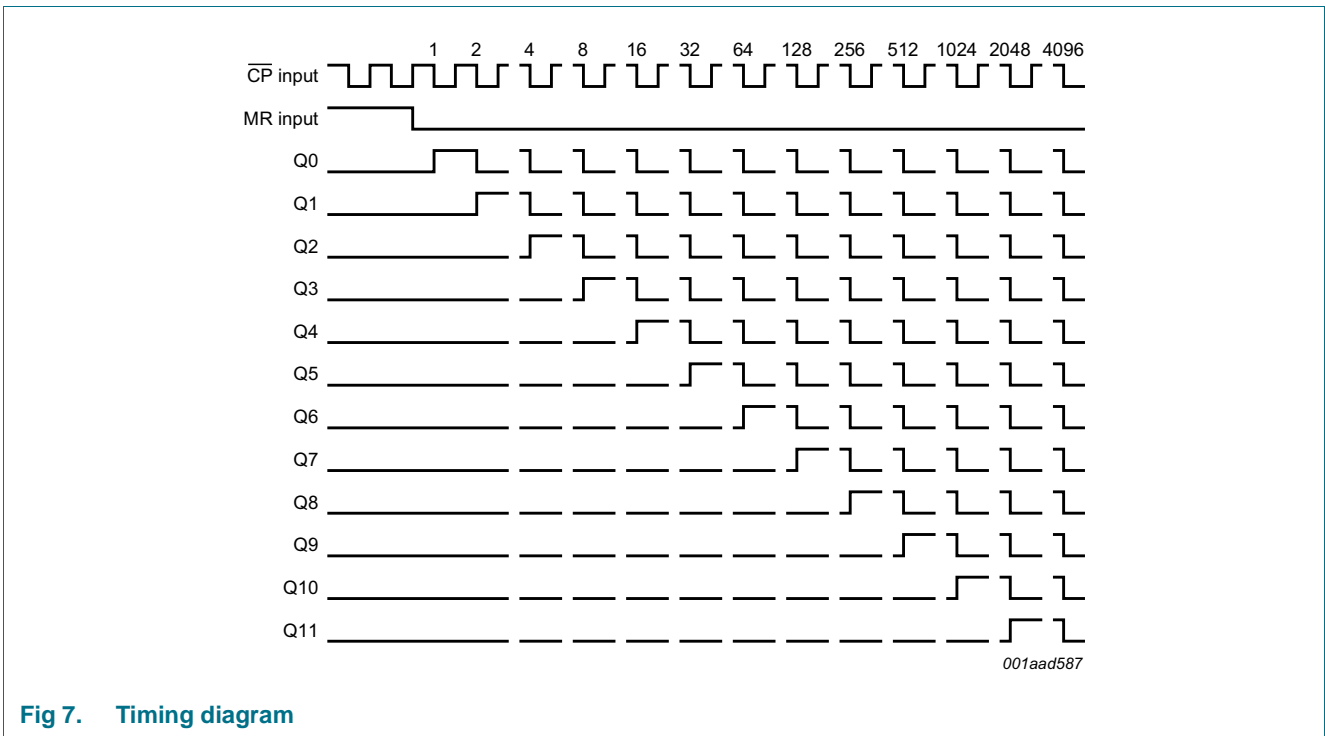 1 2 4 8 16 32 64 128 256 512 1024 2048 4096
CP input
MR input
Q0
Q1
Q2
Q3
Q4
Q5
Q6
Q7
Q8
Q9
Q10
Q11
001aad587
Fig 7. Timing diagram